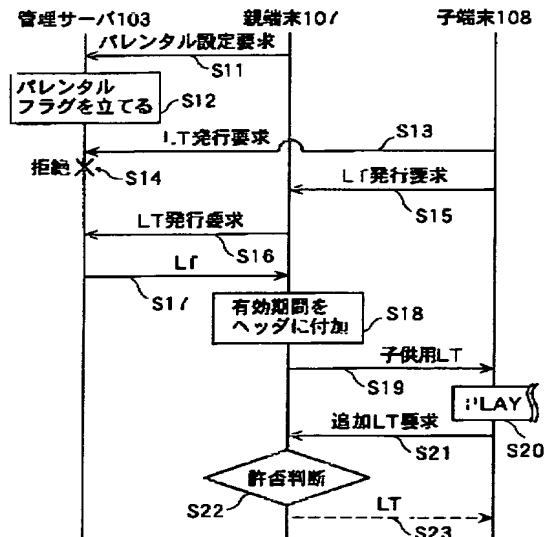 管理サーバ103
親端末107
子端末108
パレンタル設定要求
S11
パレンタル
フラグを立てる
S12
LT発行要求
S13
拒絶
S14
LT発行要求
S15
LT発行要求
S16
LT
S17
有効期間を
ヘッダに付加
S18
子供用LT
S19
PLAY
S20
追加LT要求
S21
許否判断
S22
LT
S23